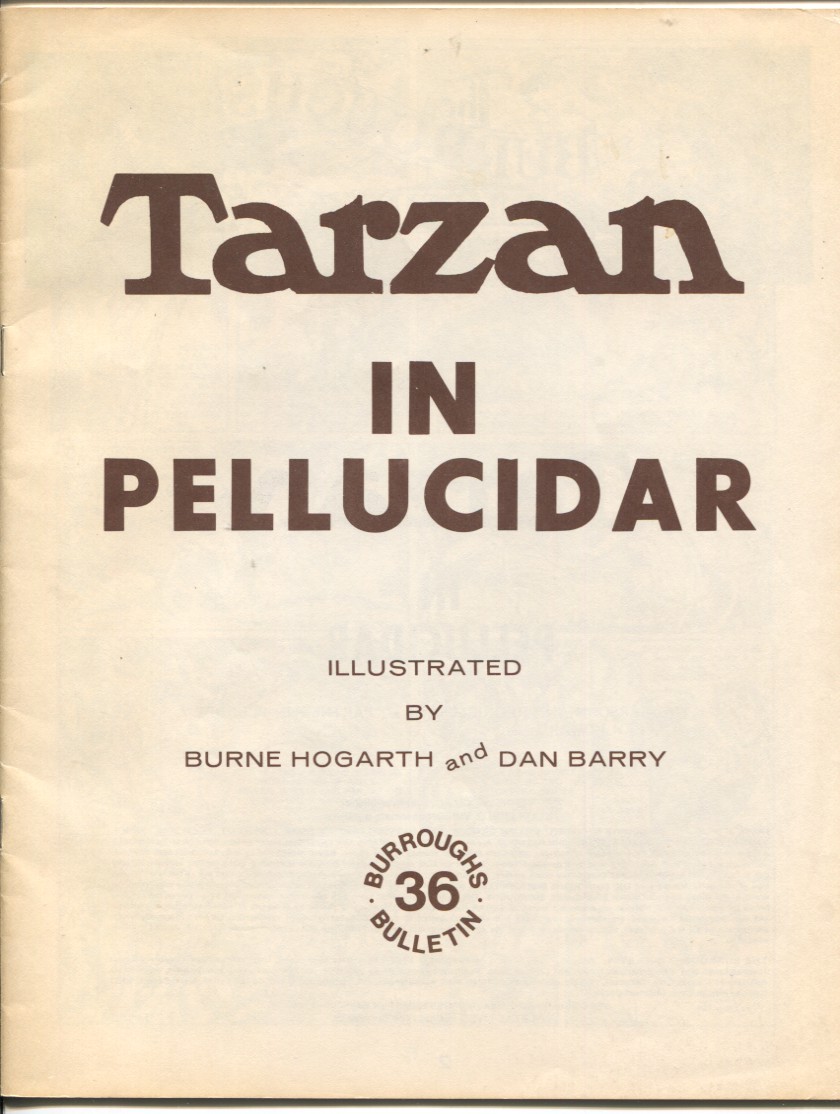 Tarzan
IN
PELLUCIDAR
ILLUSTRATED
BY
BURNE HOGARTH and DAN BARRY
BURROUGHS
36
BULLETIN